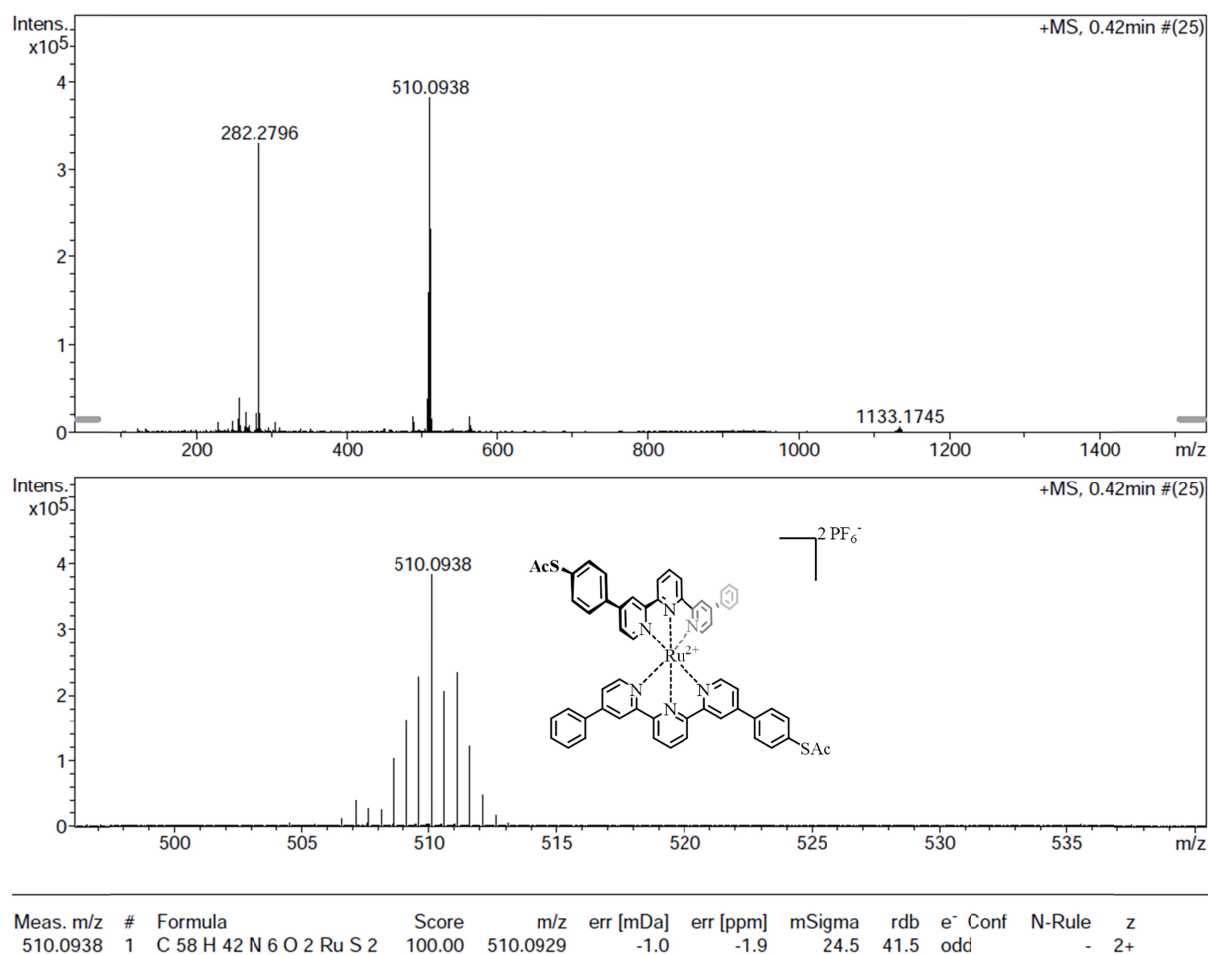 Intens.
x10⁵
+MS, 0.42min #(25)
4
3
2
1
0
510.0938
282.2796
1133.1745
200
400
600
800
1000
1200
1400
m/z
Intens.
x10⁵
+MS, 0.42min #(25)
4
3
2
1
0
510.0938
2 PF₆⁻
AcS
N
N
N
Ru²⁺
N
N
N
SAc
500
505
510
515
520
525
530
535
m/z
Meas. m/z # Formula Score m/z err [mDa] err [ppm] mSigma rdb e⁻ Conf N-Rule z
510.0938 1 C 58 H 42 N 6 O 2 Ru S 2 100.00 510.0929 -1.0 -1.9 24.5 41.5 odd - 2+